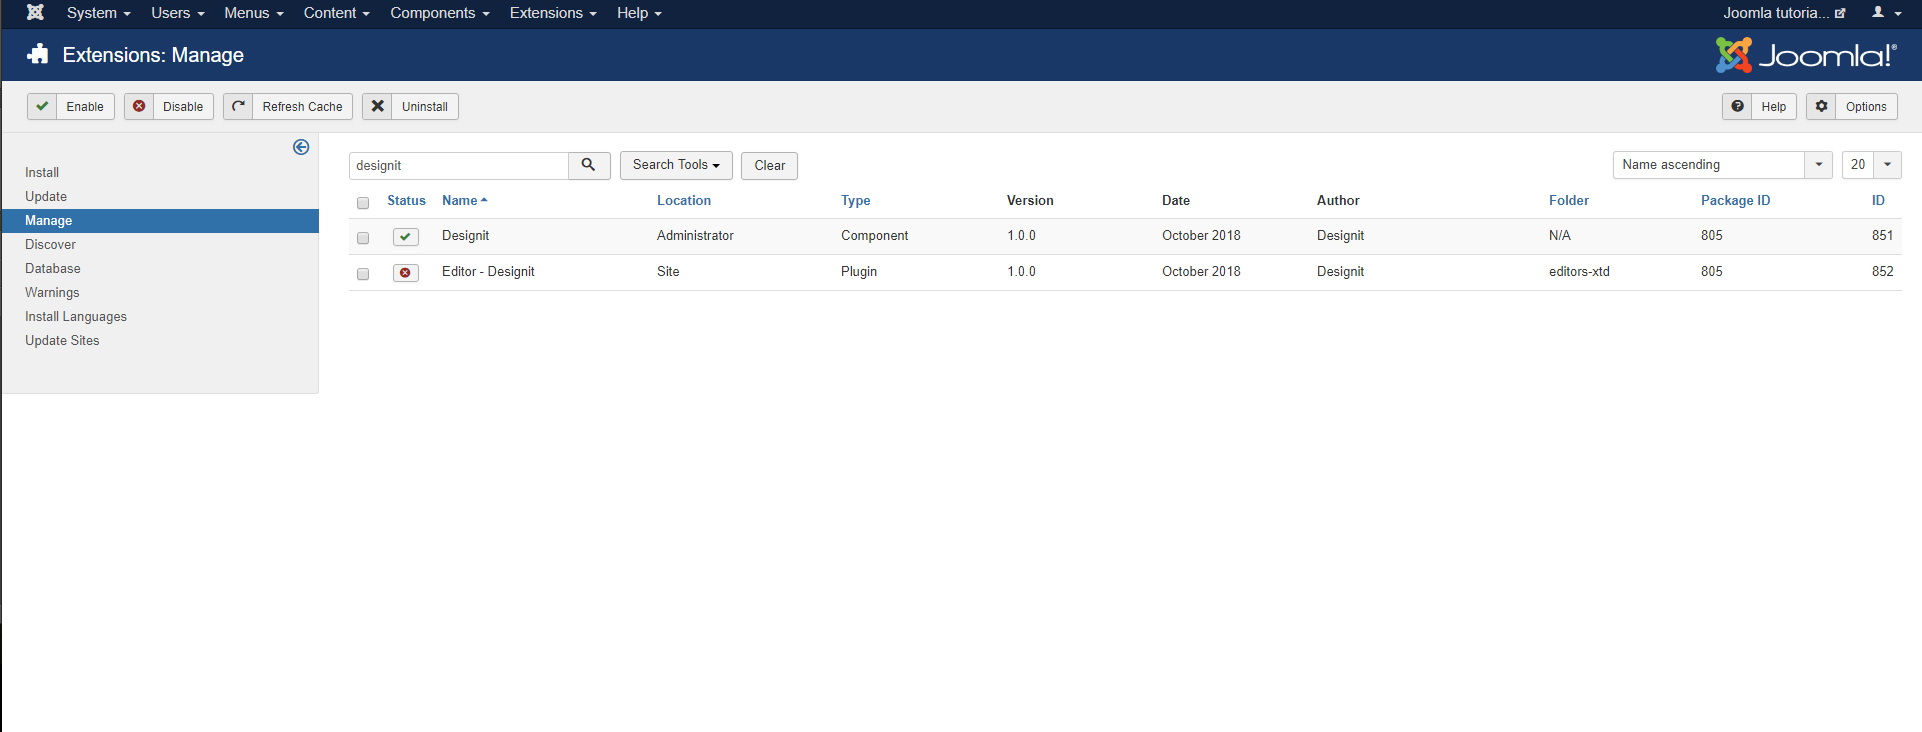 System Users Menus Content Components Extensions Help Joomla tutoria...
Extensions: Manage Joomla!®
Enable Disable Refresh Cache Uninstall Help Options
Install
Update
Manage
Discover
Database
Warnings
Install Languages
Update Sites
designit Search Tools Clear Name ascending 20
Status Name Location Type Version Date Author Folder Package ID ID
Designit Administrator Component 1.0.0 October 2018 Designit N/A 805 851
Editor - Designit Site Plugin 1.0.0 October 2018 Designit editors-xtd 805 852